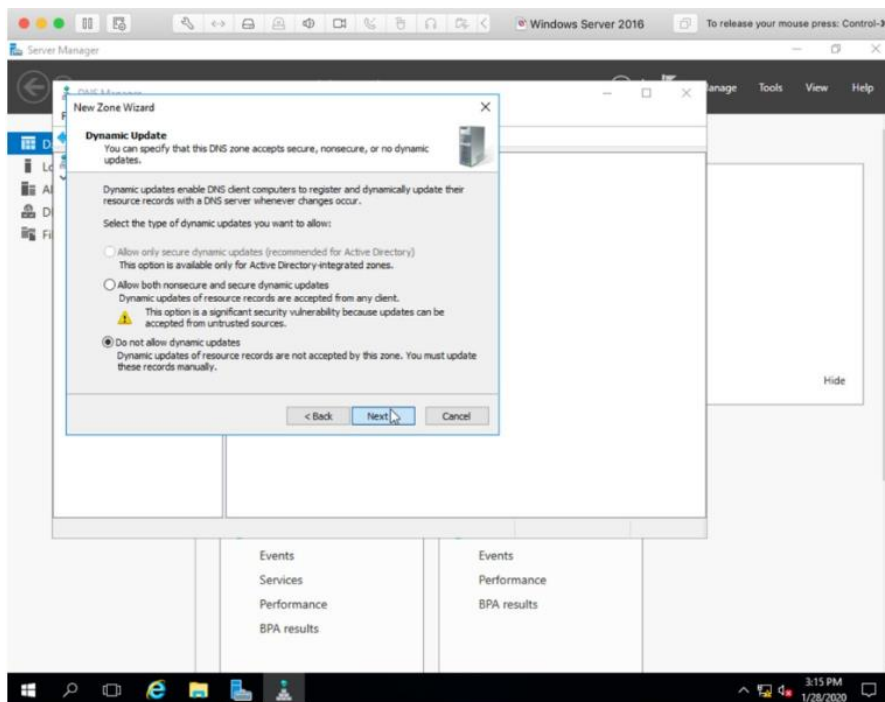 Windows Server 2016
To release your mouse press: Control-
Server Manager
Manage Tools View Help
DNS Manager
New Zone Wizard
Dynamic Update
You can specify that this DNS zone accepts secure, nonsecure, or no dynamic
updates.
Dynamic updates enable DNS client computers to register and dynamically update their
resource records with a DNS server whenever changes occur.
Select the type of dynamic updates you want to allow:
Allow only secure dynamic updates (recommended for Active Directory)
This option is available only for Active Directory-integrated zones.
Allow both nonsecure and secure dynamic updates
Dynamic updates of resource records are accepted from any client.
This option is a significant security vulnerability because updates can be
accepted from untrusted sources.
Do not allow dynamic updates
Dynamic updates of resource records are not accepted by this zone. You must update
these records manually.
< Back Next Cancel
D
Lo
Al
D
Fi
Hide
Events
Services
Performance
BPA results
Events
Performance
BPA results
3:15 PM
1/28/2020